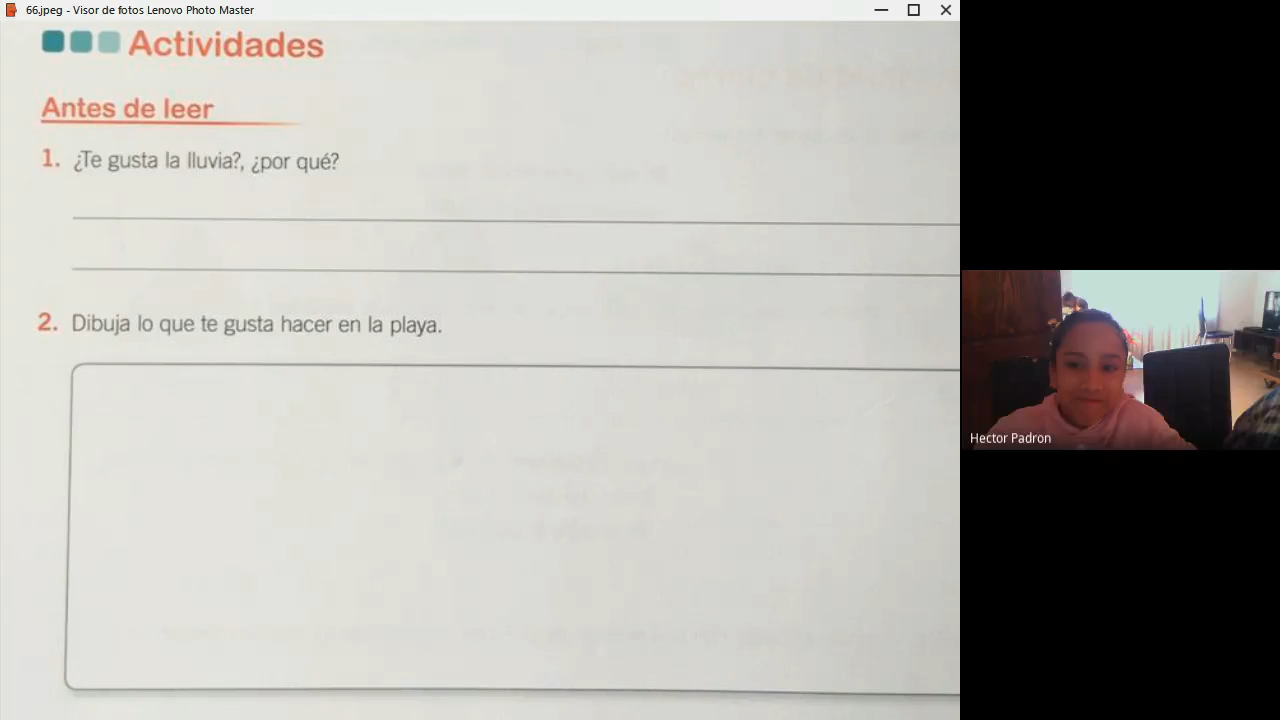 66.jpeg - Visor de fotos Lenovo Photo Master
Actividades
Antes de leer
1. ¿Te gusta la lluvia?, ¿por qué?
2. Dibuja lo que te gusta hacer en la playa.
Hector Padron